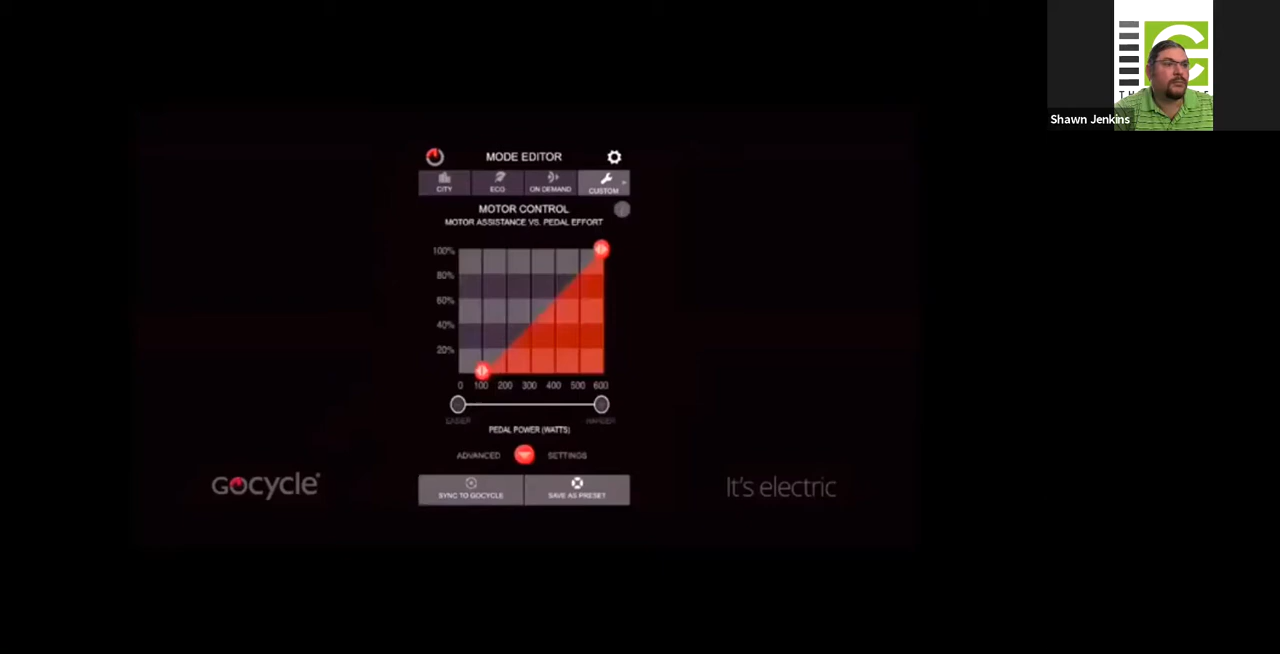 Shawn Jenkins
MODE EDITOR
CITY
ECO
ON DEMAND
CUSTOM
MOTOR CONTROL
MOTOR ASSISTANCE VS. PEDAL EFFORT
100%
80%
60%
40%
20%
0 100 200 300 400 500 600
EASIER HARDER
PEDAL POWER (WATTS)
ADVANCED SETTINGS
SYNC TO GOCYCLE
SAVE AS PRESET
GOCYCLE®
It's electric